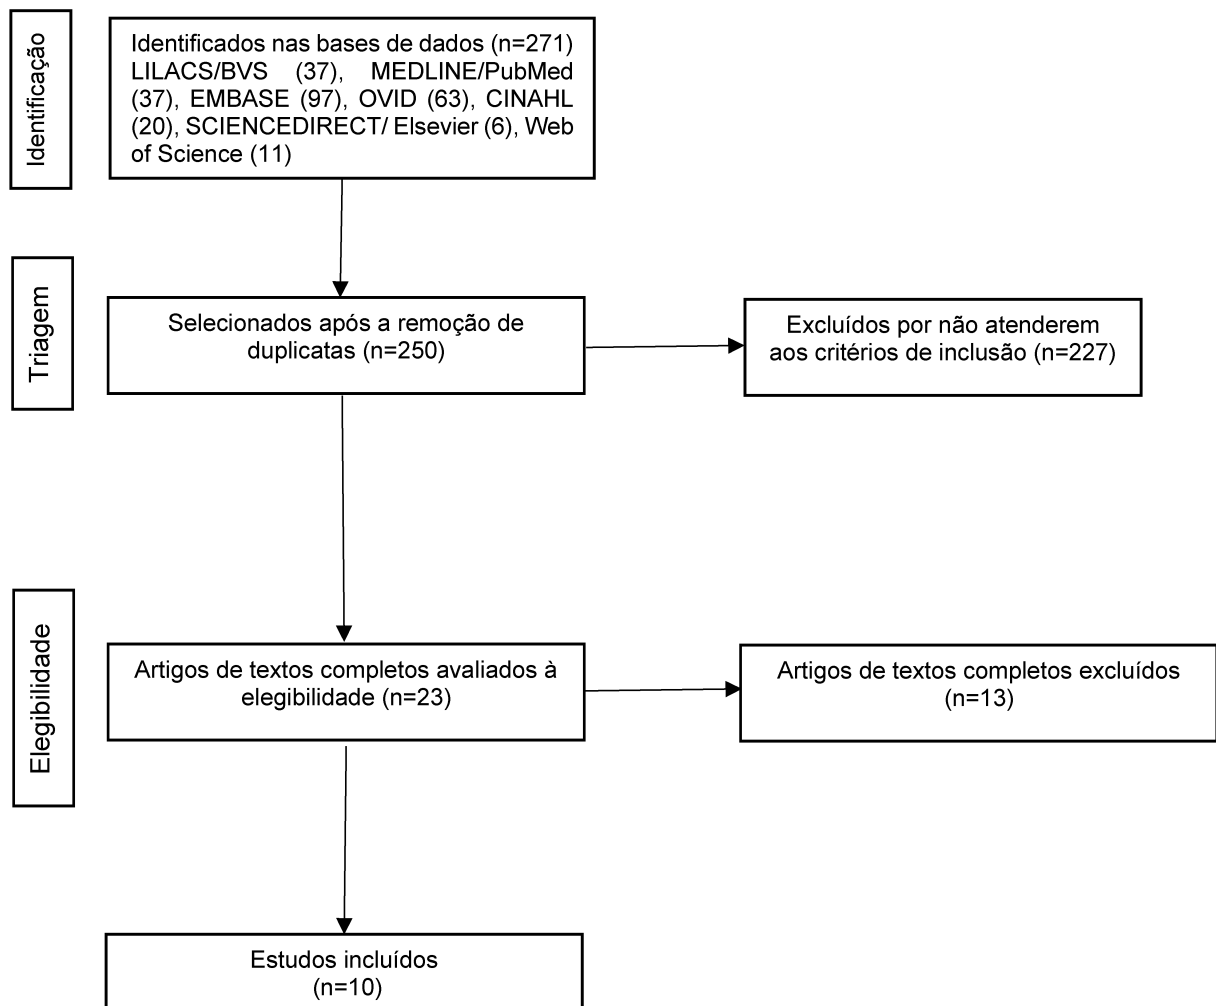 Identificação
Identificados nas bases de dados (n=271)
LILACS/BVS (37), MEDLINE/PubMed
(37), EMBASE (97), OVID (63), CINAHL
(20), SCIENCEDIRECT/ Elsevier (6), Web
of Science (11)
Triagem
Selecionados após a remoção de
duplicatas (n=250)
Excluídos por não atenderem
aos critérios de inclusão (n=227)
Elegibilidade
Artigos de textos completos avaliados à
elegibilidade (n=23)
Artigos de textos completos excluídos
(n=13)
Estudos incluídos
(n=10)